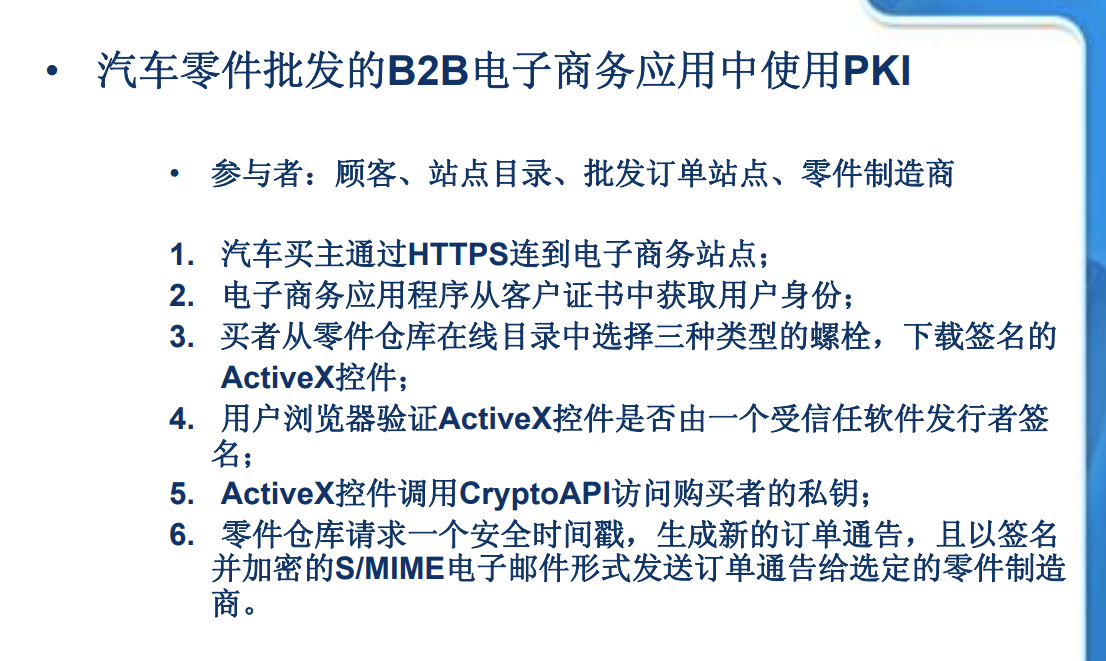 • 汽车零件批发的B2B电子商务应用中使用PKI
• 参与者：顾客、站点目录、批发订单站点、零件制造商
1. 汽车买主通过HTTPS连到电子商务站点；
2. 电子商务应用程序从客户证书中获取用户身份；
3. 买者从零件仓库在线目录中选择三种类型的螺栓，下载签名的
ActiveX控件；
4. 用户浏览器验证ActiveX控件是否由一个受信任软件发行者签
名；
5. ActiveX控件调用CryptoAPI访问购买者的私钥；
6. 零件仓库请求一个安全时间戳，生成新的订单通告，且以签名
并加密的S/MIME电子邮件形式发送订单通告给选定的零件制造
商。